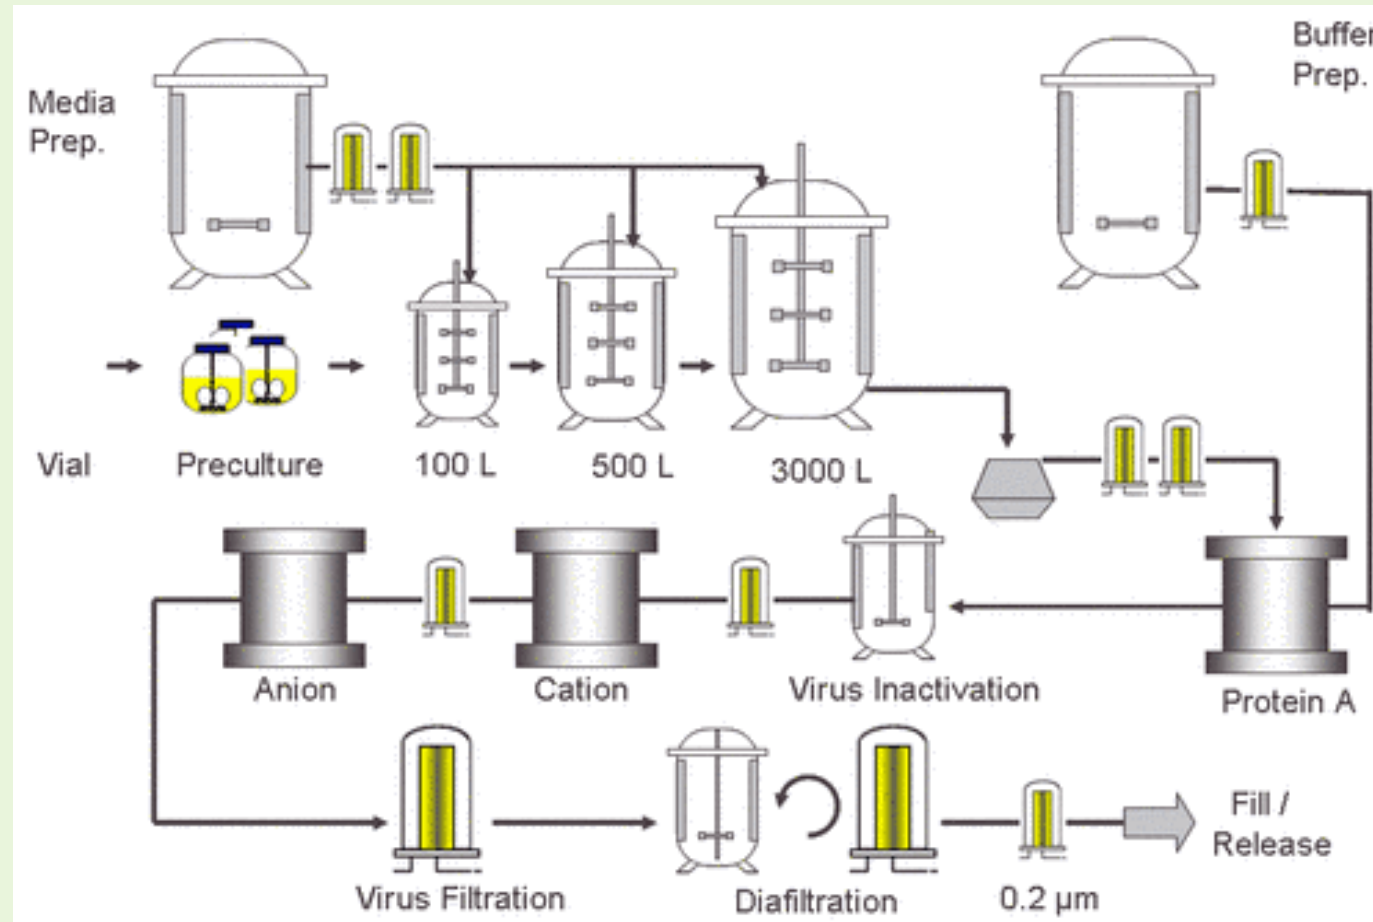 Media
Prep.
Buffer
Prep.
Vial
Preculture
100 L
500 L
3000 L
Anion
Cation
Virus Inactivation
Protein A
Virus Filtration
Diafiltration
0.2 µm
Fill /
Release